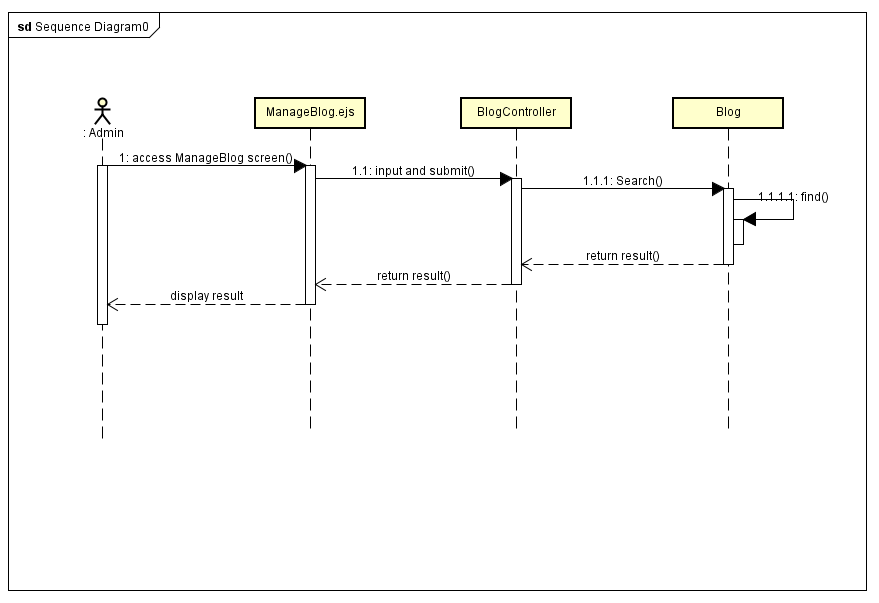 sd Sequence Diagram0
ManageBlog.ejs
BlogController
Blog
: Admin
1: access ManageBlog screen()
1.1: input and submit()
1.1.1: Search()
1.1.1.1: find()
return result()
return result()
display result